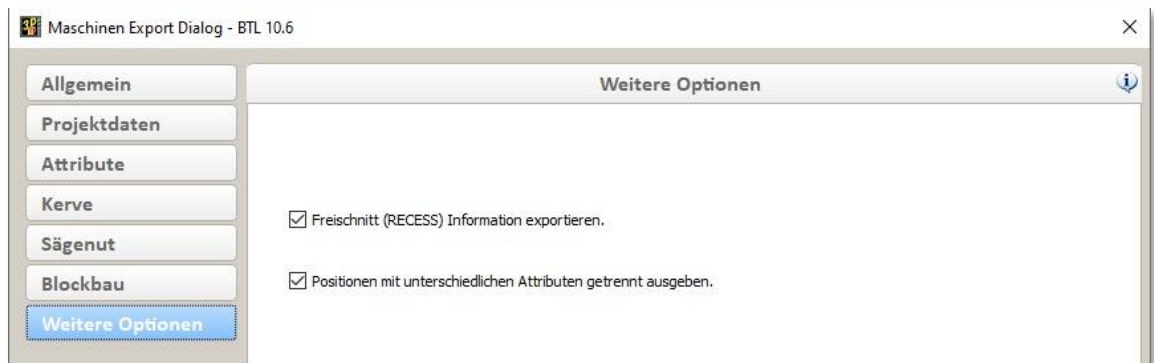 Maschinen Export Dialog - BTL 10.6
Allgemein
Projektdaten
Attribute
Kerve
Sägenut
Blockbau
Weitere Optionen
Weitere Optionen
Freischnitt (RECESS) Information exportieren.
Positionen mit unterschiedlichen Attributen getrennt ausgeben.